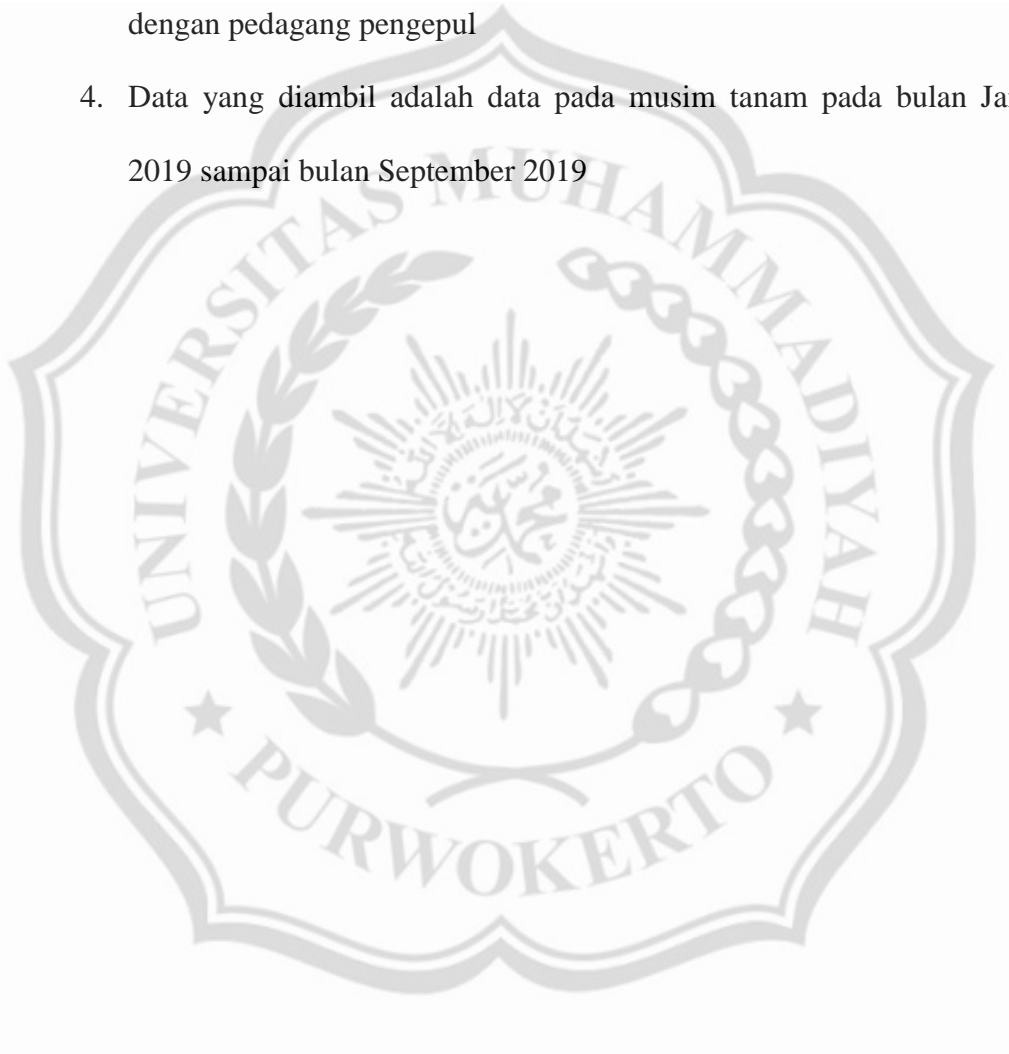 dengan pedagang pengepul
4. Data yang diambil adalah data pada musim tanam pada bulan
2019 sampai bulan September 2019
UNIVERSITAS MUHAMMADIYAH
PURWOKERTO